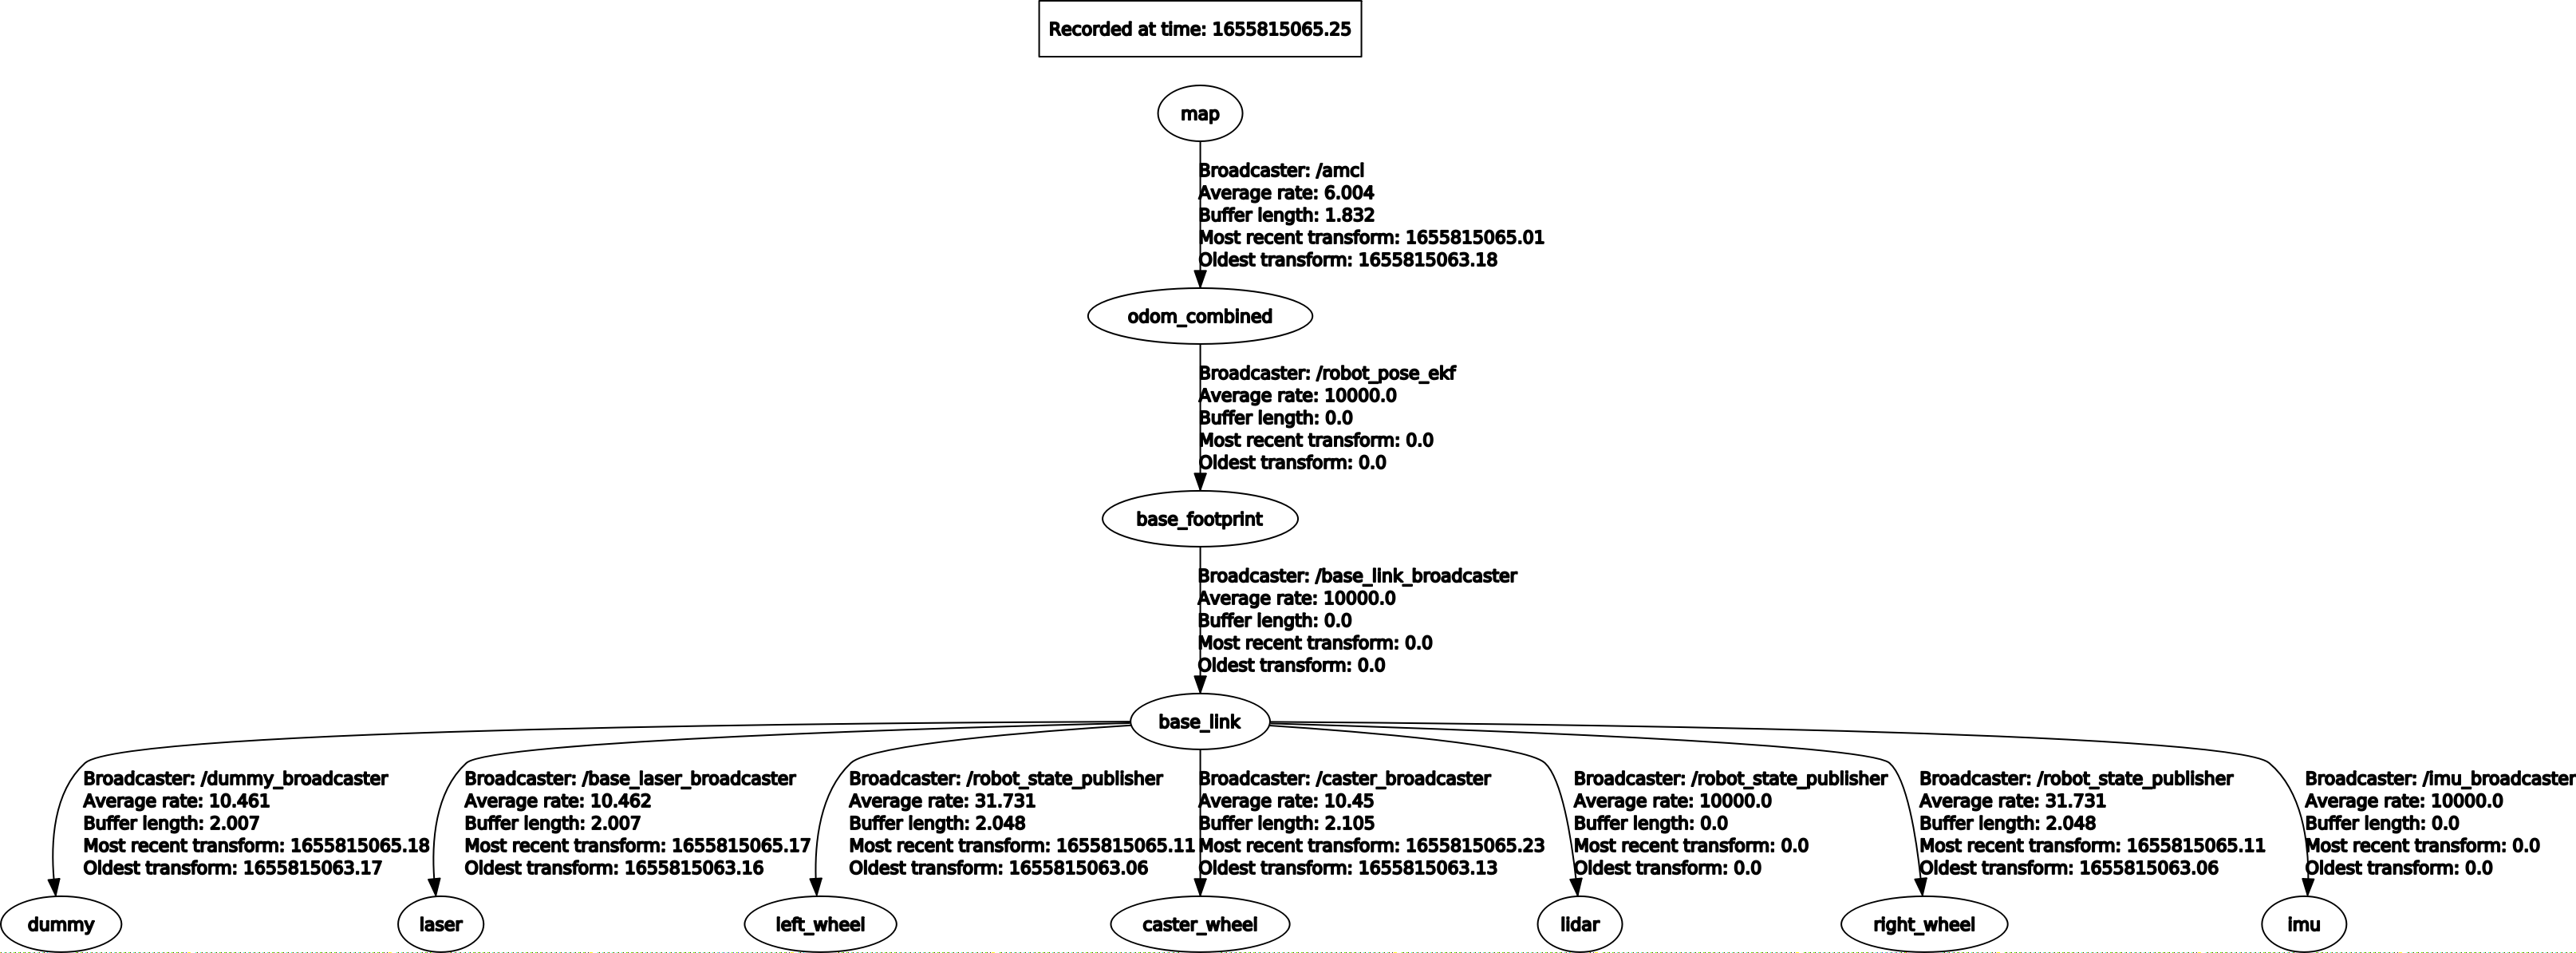 Recorded at time: 1655815065.25
map
Broadcaster: /amcl
Average rate: 6.004
Buffer length: 1.832
Most recent transform: 1655815065.01
Oldest transform: 1655815063.18
odom_combined
Broadcaster: /robot_pose_ekf
Average rate: 10000.0
Buffer length: 0.0
Most recent transform: 0.0
Oldest transform: 0.0
base_footprint
Broadcaster: /base_link_broadcaster
Average rate: 10000.0
Buffer length: 0.0
Most recent transform: 0.0
Oldest transform: 0.0
base_link
Broadcaster: /dummy_broadcaster
Average rate: 10.461
Buffer length: 2.007
Most recent transform: 1655815065.18
Oldest transform: 1655815063.17
Broadcaster: /base_laser_broadcaster
Average rate: 10.462
Buffer length: 2.007
Most recent transform: 1655815065.17
Oldest transform: 1655815063.16
Broadcaster: /robot_state_publisher
Average rate: 31.731
Buffer length: 2.048
Most recent transform: 1655815065.11
Oldest transform: 1655815063.06
Broadcaster: /caster_broadcaster
Average rate: 10.45
Buffer length: 2.105
Most recent transform: 1655815065.23
Oldest transform: 1655815063.13
Broadcaster: /robot_state_publisher
Average rate: 10000.0
Buffer length: 0.0
Most recent transform: 0.0
Oldest transform: 0.0
Broadcaster: /robot_state_publisher
Average rate: 31.731
Buffer length: 2.048
Most recent transform: 1655815065.11
Oldest transform: 1655815063.06
Broadcaster: /imu_broadcaster
Average rate: 10000.0
Buffer length: 0.0
Most recent transform: 0.0
Oldest transform: 0.0
dummy
laser
left_wheel
caster_wheel
lidar
right_wheel
imu